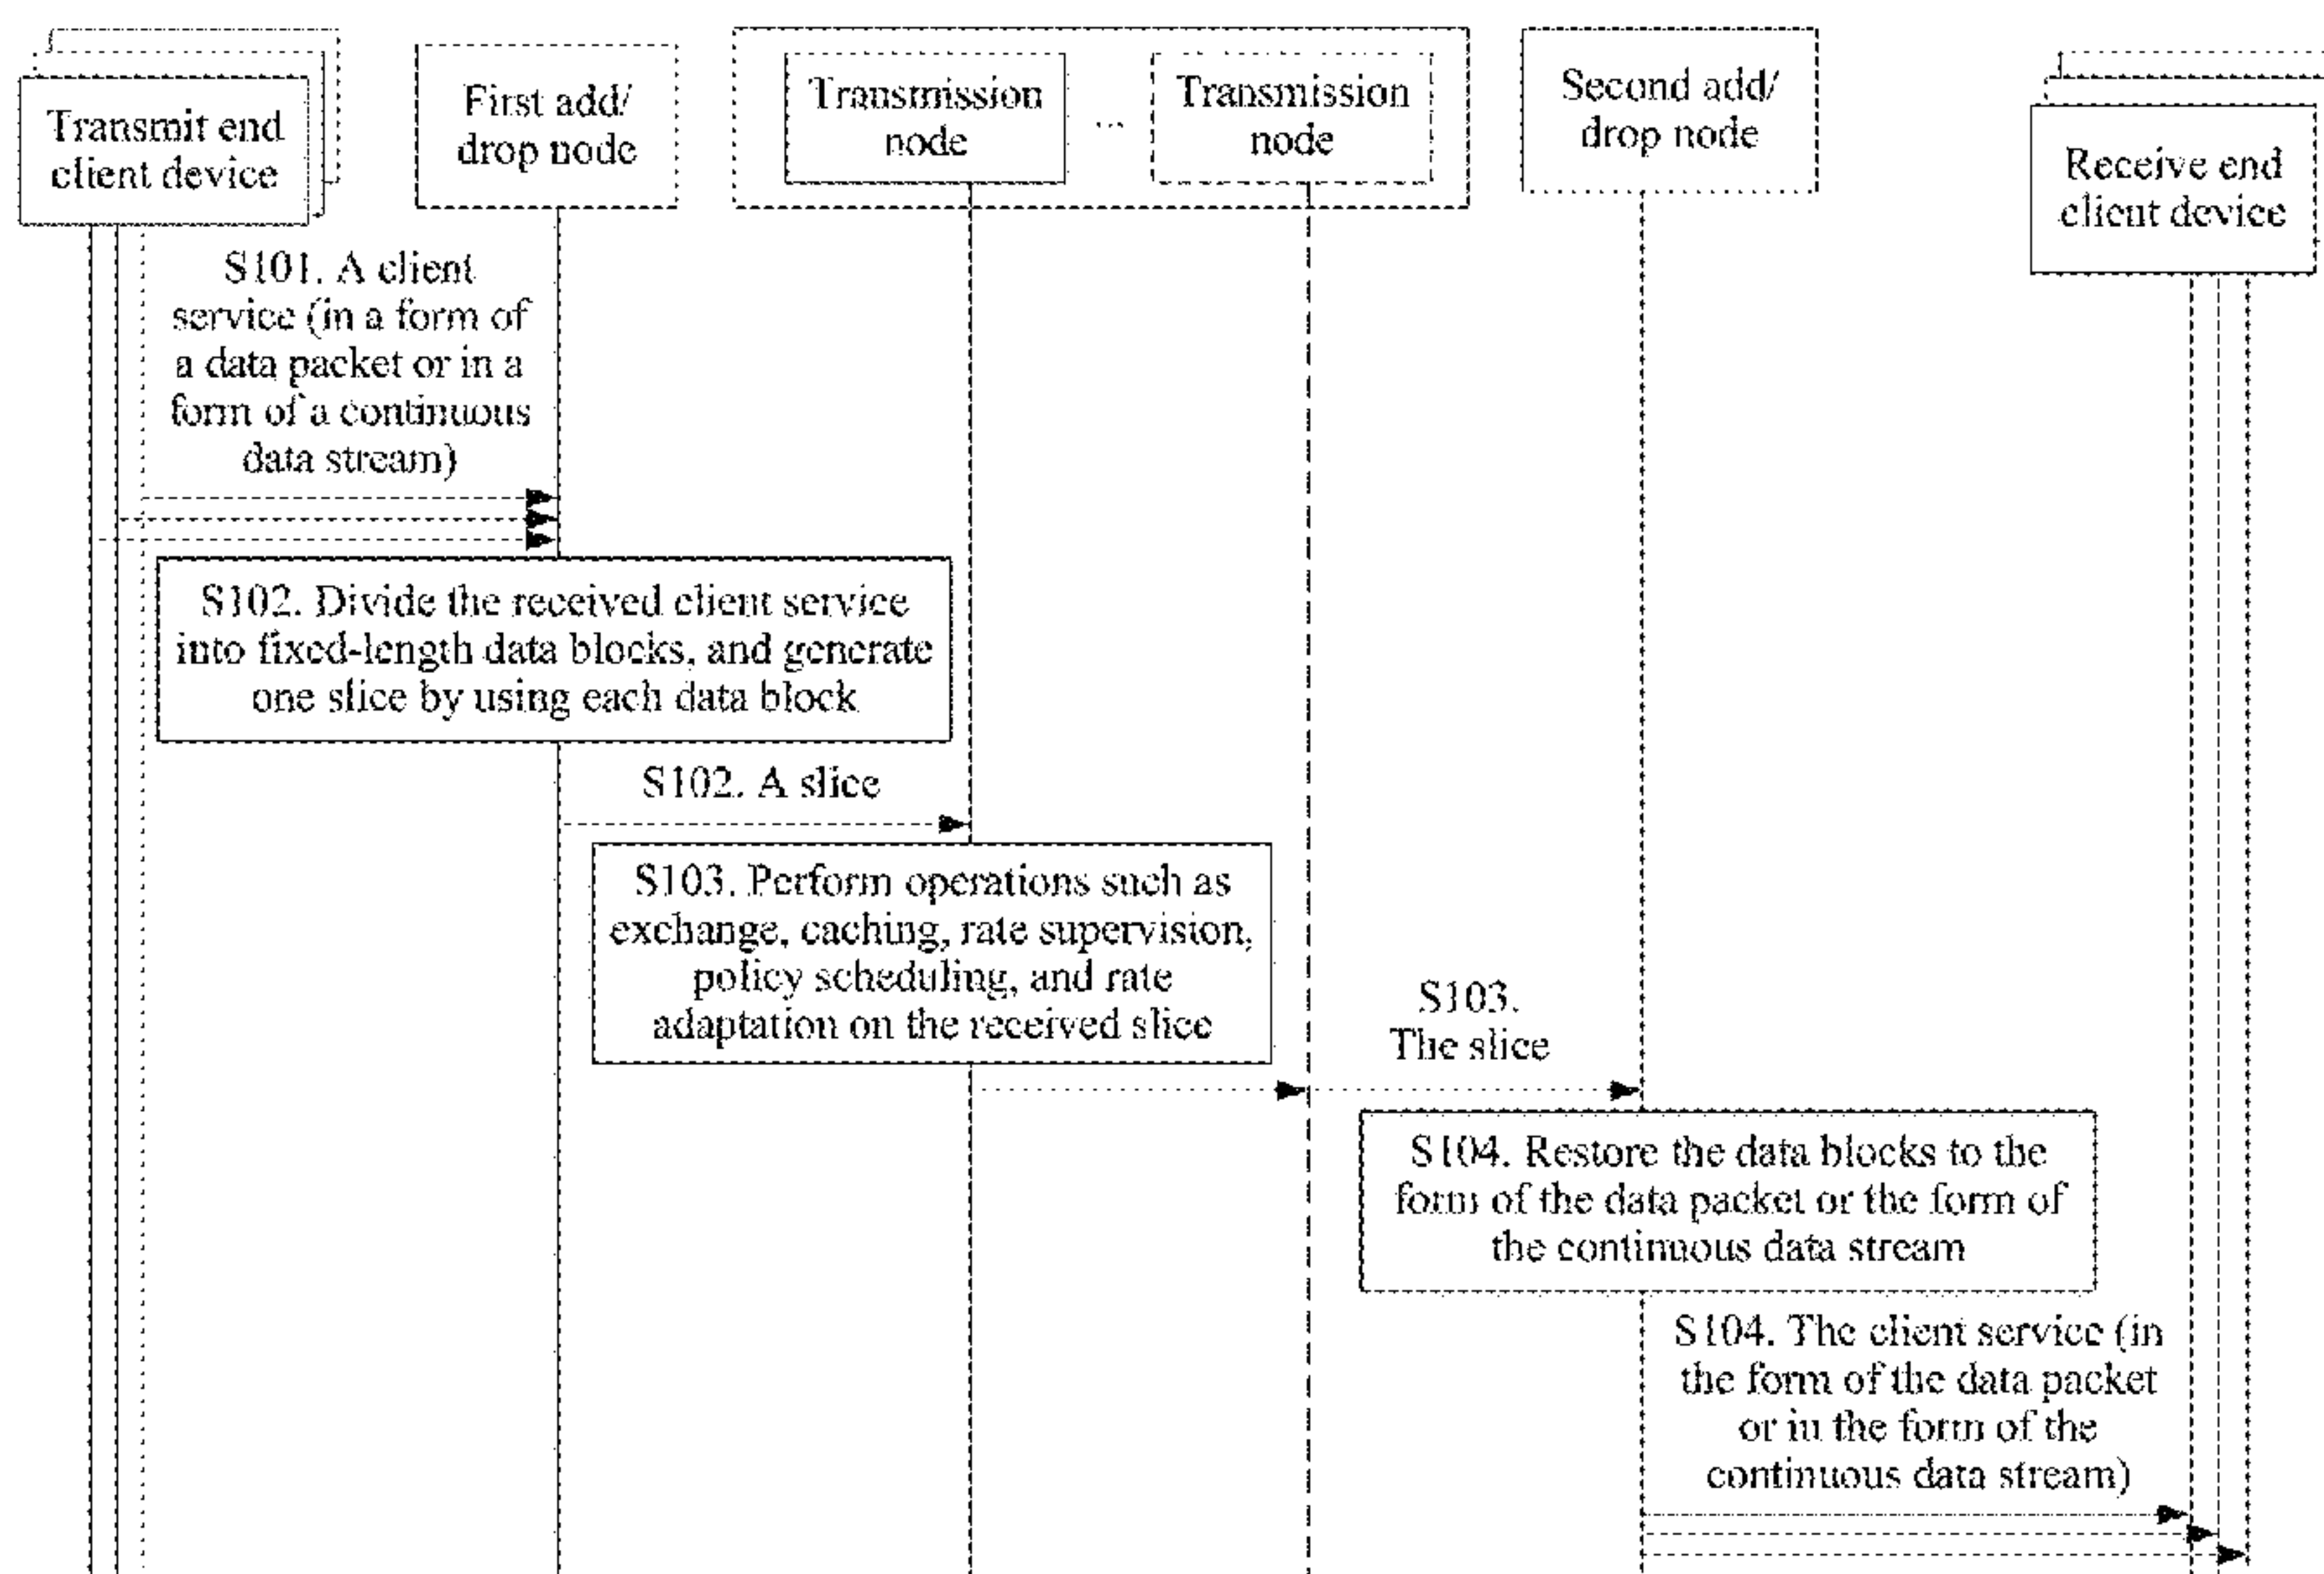 Transmit end
client device
First add/
drop node
Transmission
node
...
Transmission
node
Second add/
drop node
Receive end
client device
S101. A client
service (in a form of
a data packet or in a
form of a continuous
data stream)
S102. Divide the received client service
into fixed-length data blocks, and generate
one slice by using each data block
S102. A slice
S103. Perform operations such as
exchange, caching, rate supervision,
policy scheduling, and rate
adaptation on the received slice
S103.
The slice
S104. Restore the data blocks to the
form of the data packet or the form of
the continuous data stream
S104. The client service (in
the form of the data packet
or in the form of the
continuous data stream)